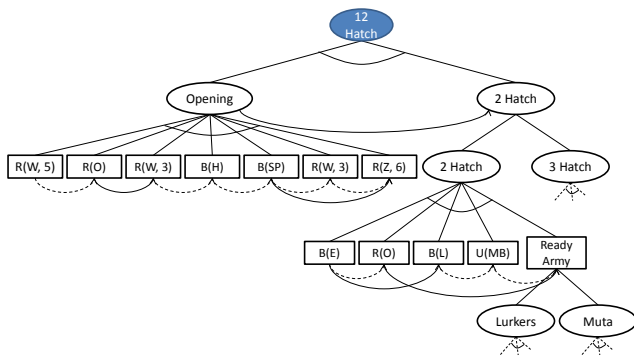 12
Hatch
Opening
2 Hatch
R(W, 5)
R(O)
R(W, 3)
B(H)
B(SP)
R(W, 3)
R(Z, 6)
2 Hatch
3 Hatch
B(E)
R(O)
B(L)
U(MB)
Ready
Army
Lurkers
Muta